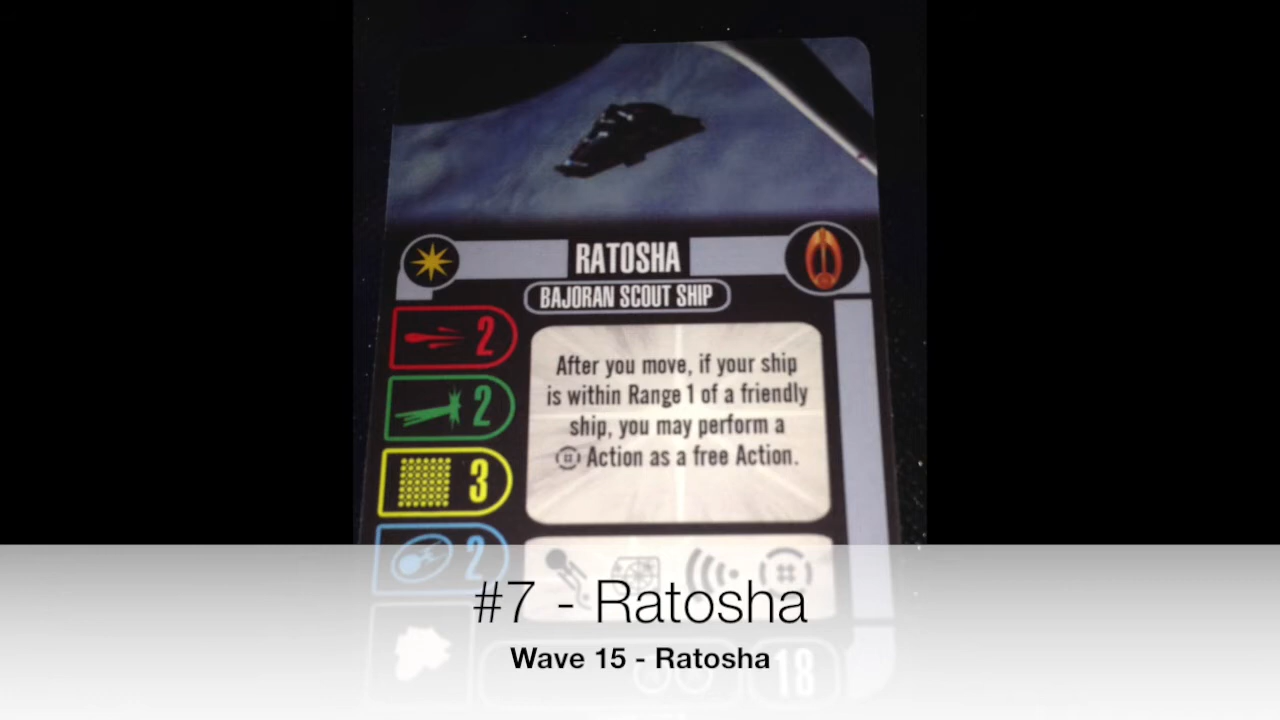 RATOSHA
BAJORAN SCOUT SHIP
2
2
3
2
After you move, if your ship
is within Range 1 of a friendly
ship, you may perform a
Action as a free Action.
#7 - Ratosha
Wave 15 - Ratosha
18